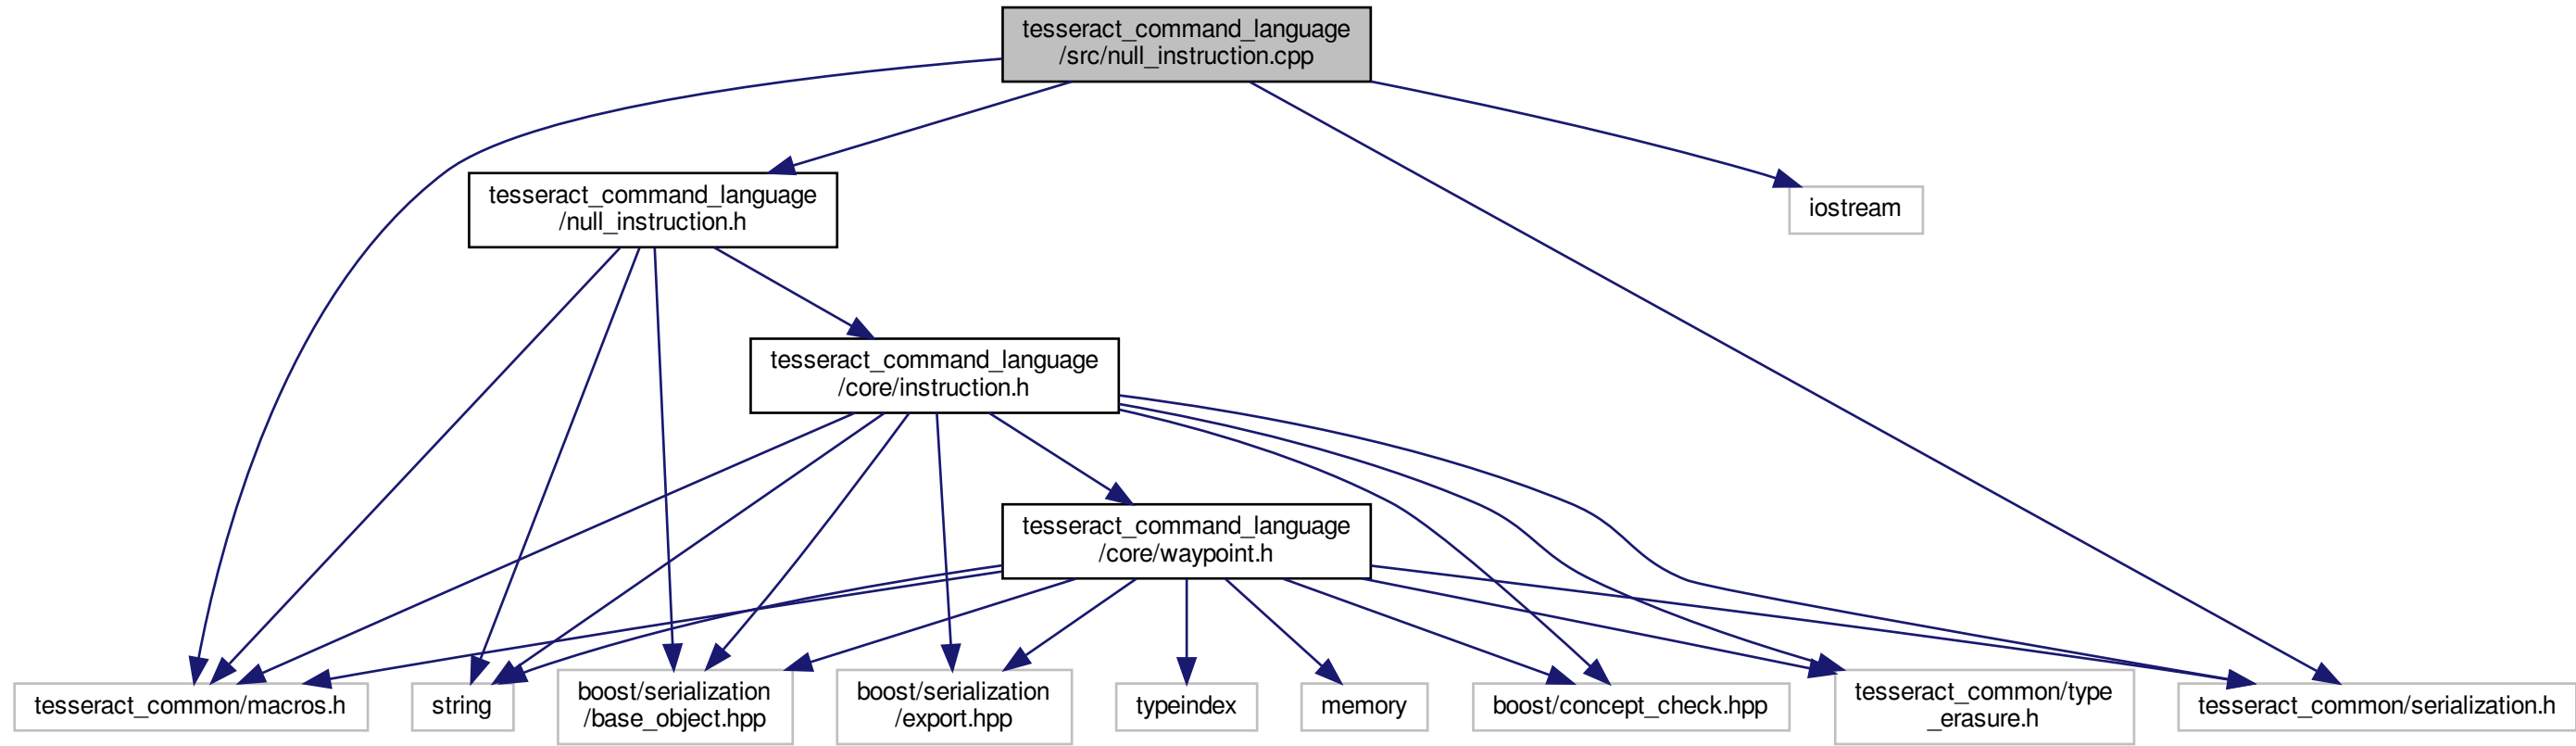 tesseract_command_language
/src/null_instruction.cpp
tesseract_command_language
/null_instruction.h
iostream
tesseract_command_language
/core/instruction.h
tesseract_command_language
/core/waypoint.h
tesseract_common/macros.h
string
boost/serialization
/base_object.hpp
boost/serialization
/export.hpp
typeindex
memory
boost/concept_check.hpp
tesseract_common/type
_erasure.h
tesseract_common/serialization.h